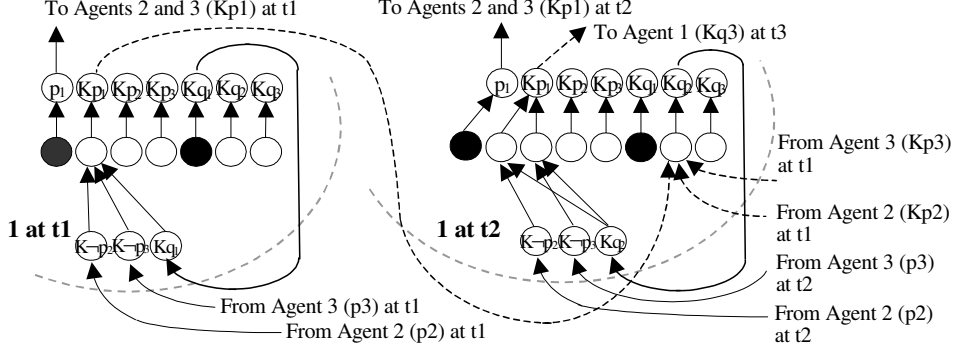 To Agents 2 and 3 (Kp1) at t1
To Agents 2 and 3 (Kp1) at t2
To Agent 1 (Kq3) at t3
p1 Kp1 Kp2 Kp3 Kq1 Kq2 Kq3
p1 Kp1 Kp2 Kp3 Kq1 Kq2 Kq3
From Agent 3 (Kp3)
at t1
From Agent 2 (Kp2)
at t1
1 at t1
K¬p2 K¬p3 Kq1
1 at t2
K¬p2 K¬p3 Kq2
From Agent 3 (p3)
at t2
From Agent 3 (p3) at t1
From Agent 2 (p2) at t1
From Agent 2 (p2)
at t2